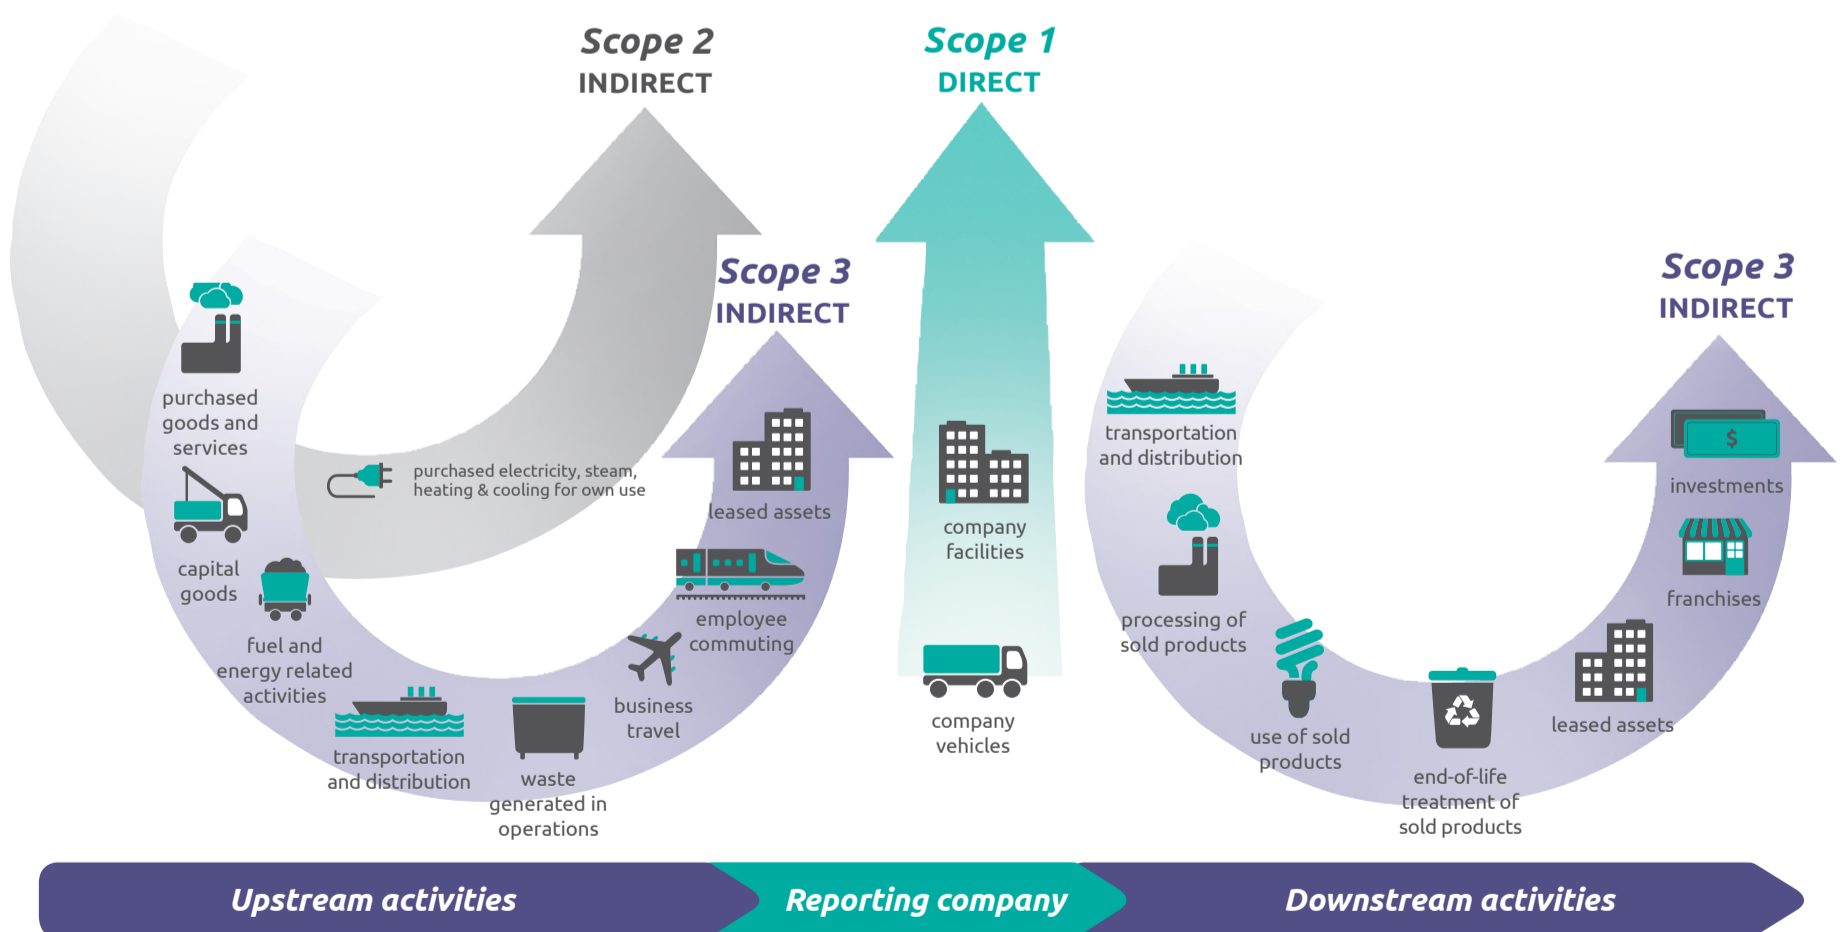 Scope 2
INDIRECT
Scope 1
DIRECT
Scope 3
INDIRECT
Scope 3
INDIRECT
purchased
goods and
services
capital
goods
fuel and
energy related
activities
purchased electricity, steam,
heating & cooling for own use
transportation
and distribution
waste
generated in
operations
business
travel
employee
commuting
leased assets
company
facilities
company
vehicles
transportation
and distribution
processing of
sold products
use of sold
products
end-of-life
treatment of
sold products
leased assets
franchises
investments
$
Upstream activities
Reporting company
Downstream activities